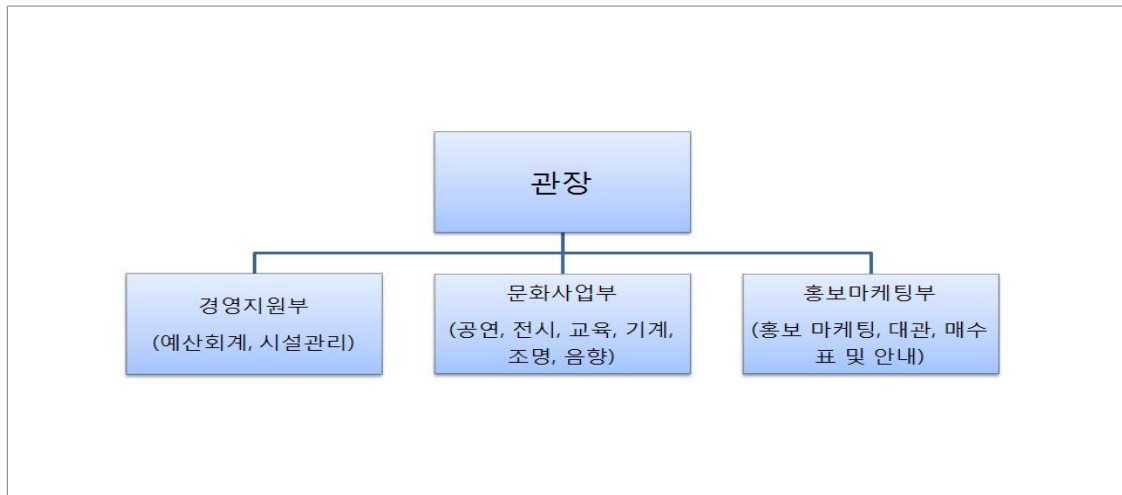 관장
경영지원부
(예산회계, 시설관리)
문화사업부
(공연, 전시, 교육, 기계,
조명, 음향)
홍보마케팅부
(홍보 마케팅, 대관, 매수
표 및 안내)